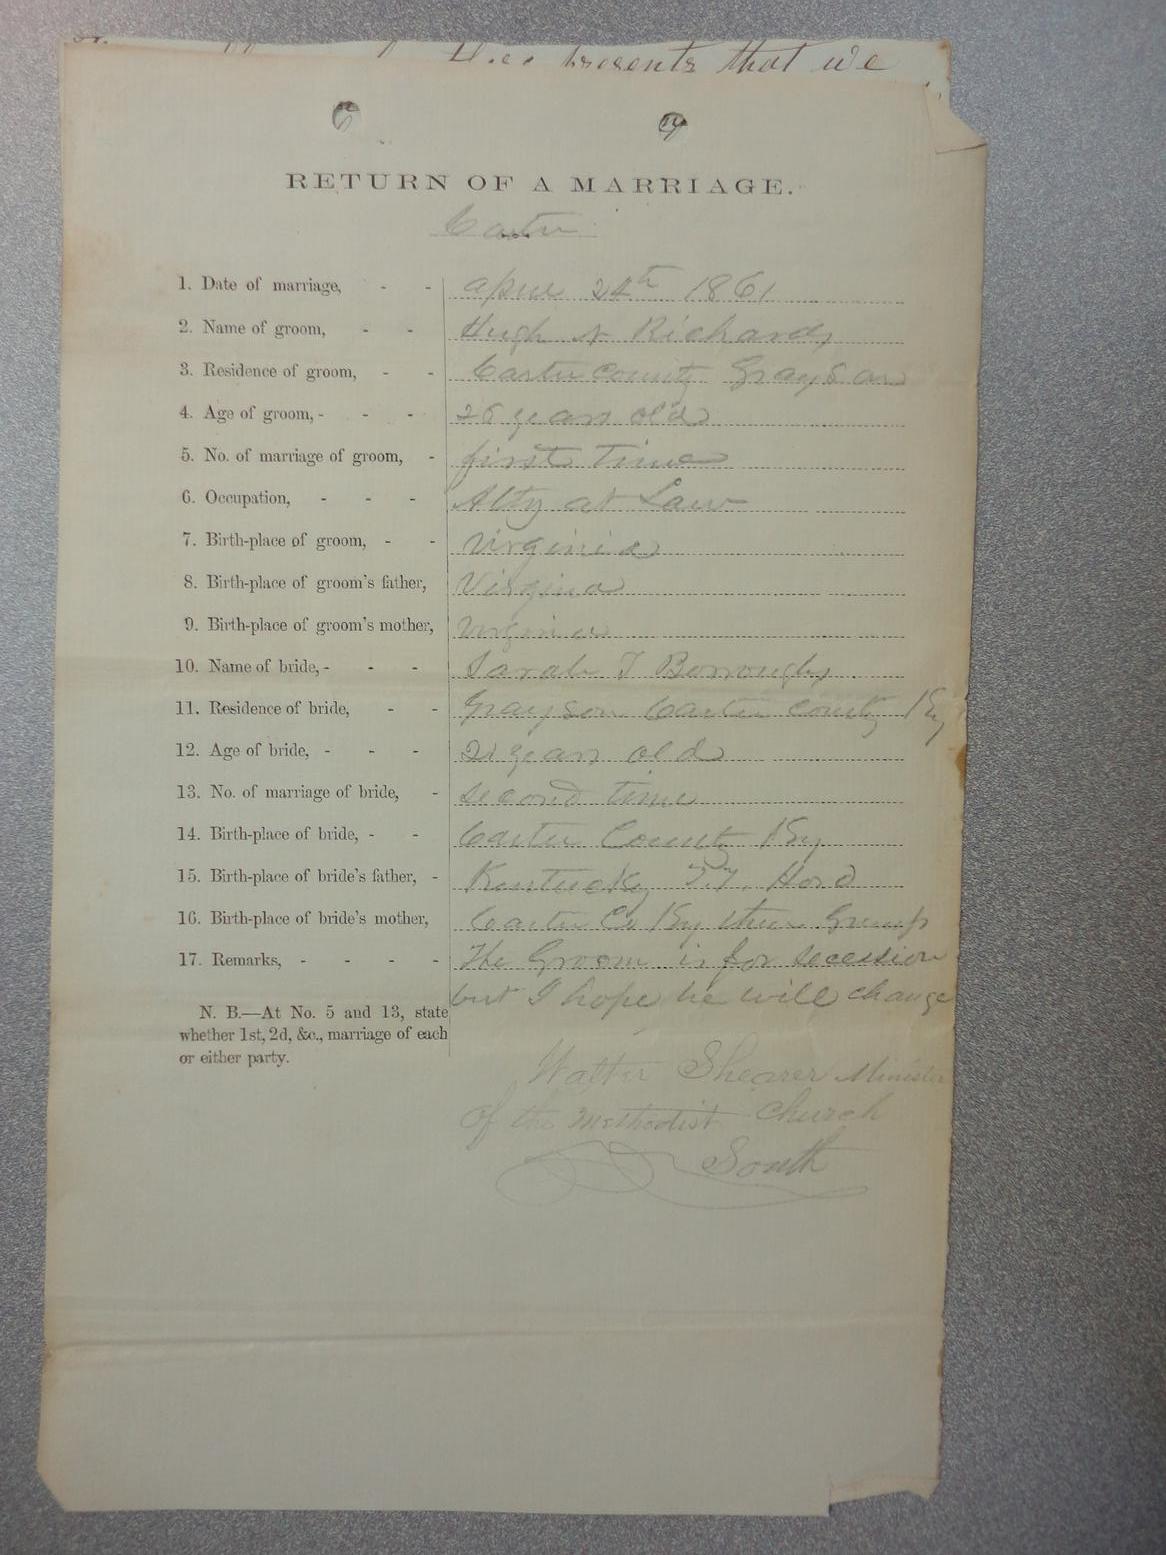 presents that we
RETURN OF A MARRIAGE.
Carter
1. Date of marriage, - - April 24th 1861
2. Name of groom, - - Hugh Richards
3. Residence of groom, - - Carter County Grayson
4. Age of groom, - - - 26 years old
5. No. of marriage of groom, - first time
6. Occupation, - - - Atty at Law
7. Birth-place of groom, - - Virginia
8. Birth-place of groom's father, Virgina
9. Birth-place of groom's mother, Virginia
10. Name of bride, - - - Sarah T Borroughs
11. Residence of bride, - - Grayson Carter County Ky
12. Age of bride, - - - 21 years old
13. No. of marriage of bride, - second time
14. Birth-place of bride, - - Carter County Ky
15. Birth-place of bride's father, - Kentucky T.T. Hord
16. Birth-place of bride's mother, Carter Co Ky
17. Remarks, - - - - The Groom is for secession
but I hope he will change
N. B.—At No. 5 and 13, state
whether 1st, 2d, &c., marriage of each
or either party.
Walter Shearer Minister
of the Methodist Church
South